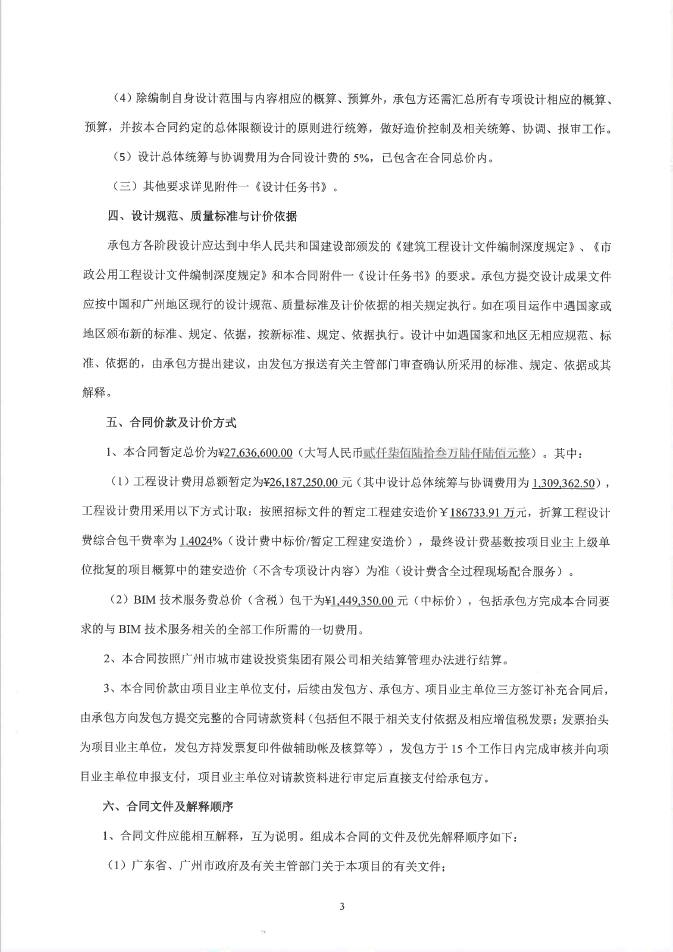 （4）除编制自身设计范围与内容相应的概算、预算外，承包方还需汇总所有专项设计相应的概算、
预算，并按本合同约定的总体限额设计的原则进行统筹，做好造价控制及相关统筹、协调、报审工作。
（5）设计总体统筹与协调费用为合同设计费的 5%，已包含在合同总价内。
（三）其他要求详见附件一《设计任务书》。
四、设计规范、质量标准与计价依据
承包方各阶段设计应达到中华人民共和国建设部颁发的《建筑工程设计文件编制深度规定》、《市
政公用工程设计文件编制深度规定》和本合同附件一《设计任务书》的要求。承包方提交设计成果文件
应按中国和广州地区现行的设计规范、质量标准及计价依据的相关规定执行。如在项目运作中遇国家或
地区颁布新的标准、规定、依据，按新标准、规定、依据执行。设计中如遇国家和地区无相应规范、标
准、依据的，由承包方提出建议，由发包方报送有关主管部门审查确认所采用的标准、规定、依据或其
解释。
五、合同价款及计价方式
1、本合同暂定总价为¥27,636,600.00（大写人民币贰仟柒佰陆拾叁万陆仟陆佰元整）。其中：
（1）工程设计费用总额暂定为¥26,187,250.00 元（其中设计总体统筹与协调费用为 1,309,362.50），
工程设计费用采用以下方式计取：按照招标文件的暂定工程建安造价￥186733.91 万元，折算工程设计
费综合包干费率为 1.4024%（设计费中标价/暂定工程建安造价），最终设计费基数按项目业主上级单
位批复的项目概算中的建安造价（不含专项设计内容）为准（设计费含全过程现场配合服务）。
（2）BIM 技术服务费总价（含税）包干为¥1,449,350.00 元（中标价），包括承包方完成本合同要
求的与 BIM 技术服务相关的全部工作所需的一切费用。
2、本合同按照广州市城市建设投资集团有限公司相关结算管理办法进行结算。
3、本合同价款由项目业主单位支付，后续由发包方、承包方、项目业主单位三方签订补充合同后，
由承包方向发包方提交完整的合同请款资料（包括但不限于相关支付依据及相应增值税发票；发票抬头
为项目业主单位，发包方持发票复印件做辅助帐及核算等），发包方于 15 个工作日内完成审核并向项
目业主单位申报支付，项目业主单位对请款资料进行审定后直接支付给承包方。
六、合同文件及解释顺序
1、合同文件应能相互解释，互为说明。组成本合同的文件及优先解释顺序如下：
（1）广东省、广州市政府及有关主管部门关于本项目的有关文件；
3